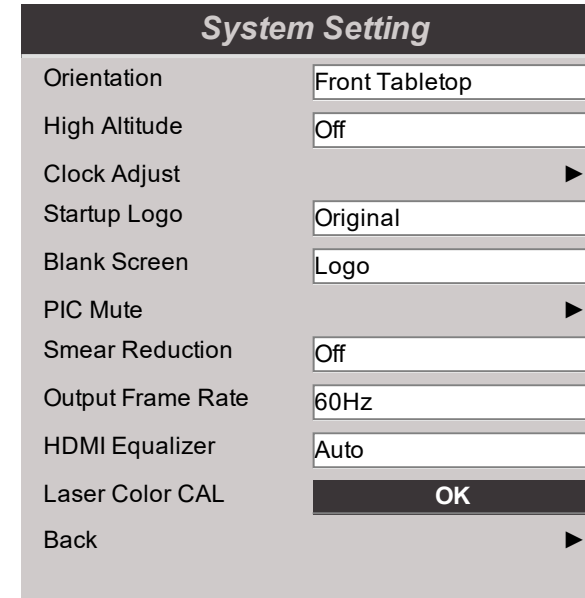 System Setting
Orientation Front Tabletop
High Altitude Off
Clock Adjust ►
Startup Logo Original
Blank Screen Logo
PIC Mute ►
Smear Reduction Off
Output Frame Rate 60Hz
HDMI Equalizer Auto
Laser Color CAL OK
Back ►